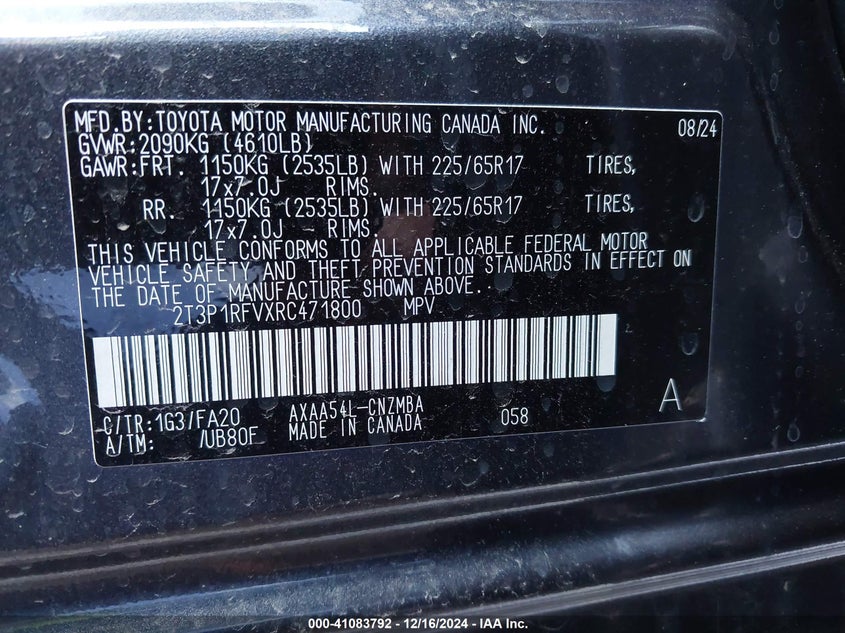 MFD.BY:TOYOTA MOTOR MANUFACTURING CANADA INC. 08/24
GVWR:2090KG (4610LB)
GAWR:FRT. 1150KG (2535LB) WITH 225/65R17 TIRES,
17x7.0J RIMS.
RR. 1150KG (2535LB) WITH 225/65R17 TIRES,
17x7.0J RIMS.
THIS VEHICLE CONFORMS TO ALL APPLICABLE FEDERAL MOTOR
VEHICLE SAFETY AND THEFT PREVENTION STANDARDS IN EFFECT ON
THE DATE OF MANUFACTURE SHOWN ABOVE.
2T3P1RFVXRC471800 MPV
C/TR:1G3/FA20 AXAA54L-CNZMBA 058 A
A/TM: /UB80F MADE IN CANADA
000-41083792 - 12/16/2024 - IAA Inc.